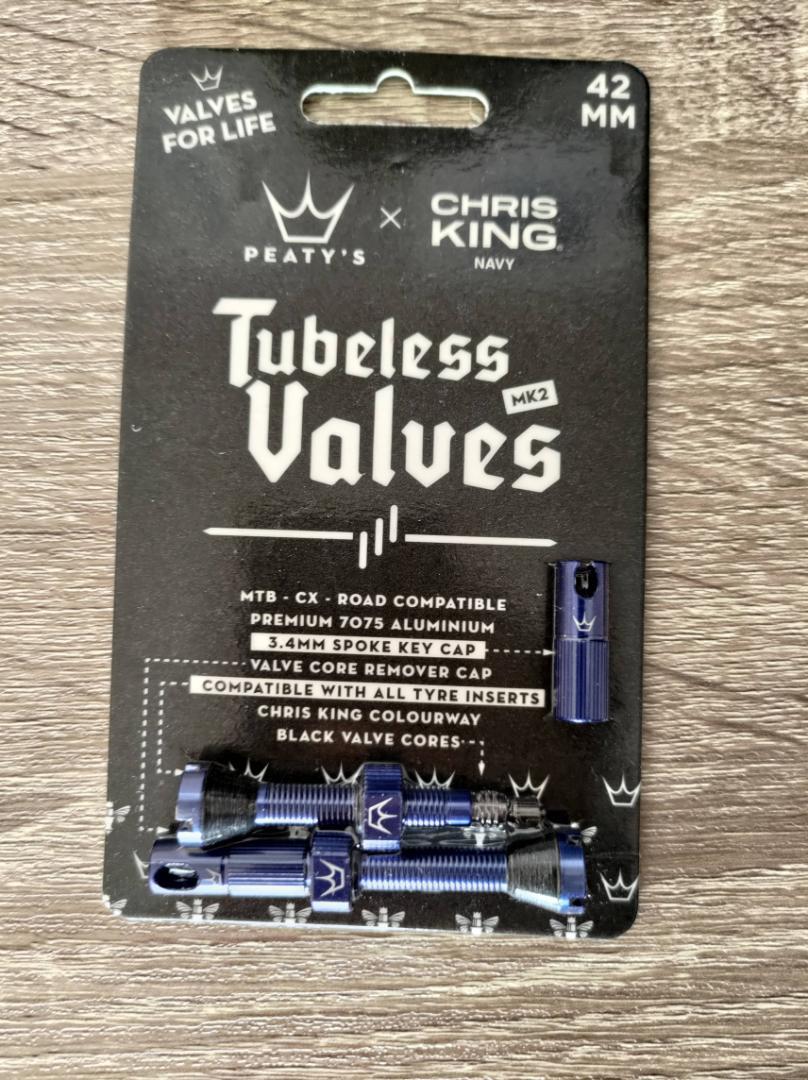 VALVES
FOR LIFE
42
MM
PEATY'S
×
CHRIS
KING®
NAVY
Tubeless
Valves
MK2
MTB - CX - ROAD COMPATIBLE
PREMIUM 7075 ALUMINIUM
3.4MM SPOKE KEY CAP
VALVE CORE REMOVER CAP
COMPATIBLE WITH ALL TYRE INSERTS
CHRIS KING COLOURWAY
BLACK VALVE CORES